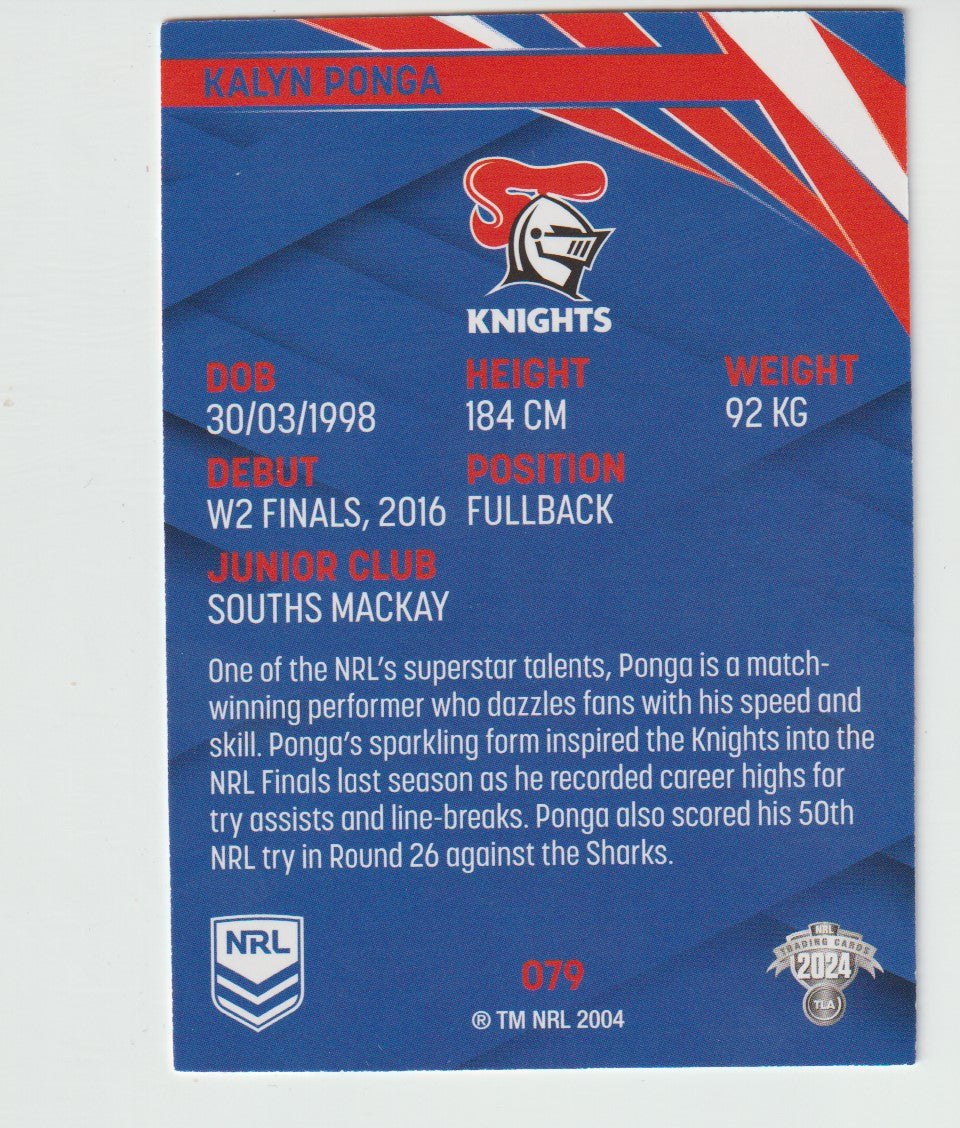 KALYN PONGA
KNIGHTS
DOB HEIGHT WEIGHT
30/03/1998 184 CM 92 KG
DEBUT POSITION
W2 FINALS, 2016 FULLBACK
JUNIOR CLUB
SOUTHS MACKAY
One of the NRL's superstar talents, Ponga is a match-
winning performer who dazzles fans with his speed and
skill. Ponga's sparkling form inspired the Knights into the
NRL Finals last season as he recorded career highs for
try assists and line-breaks. Ponga also scored his 50th
NRL try in Round 26 against the Sharks.
NRL
079
® TM NRL 2004
NRL
TRADING CARDS
2024
TLA